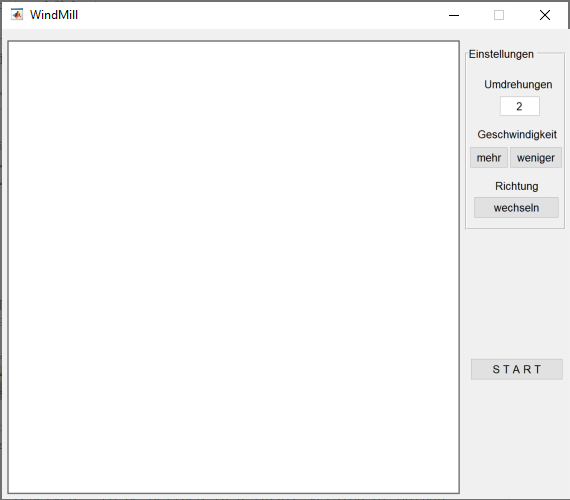 WindMill
Einstellungen
Umdrehungen
2
Geschwindigkeit
mehr weniger
Richtung
wechseln
S T A R T